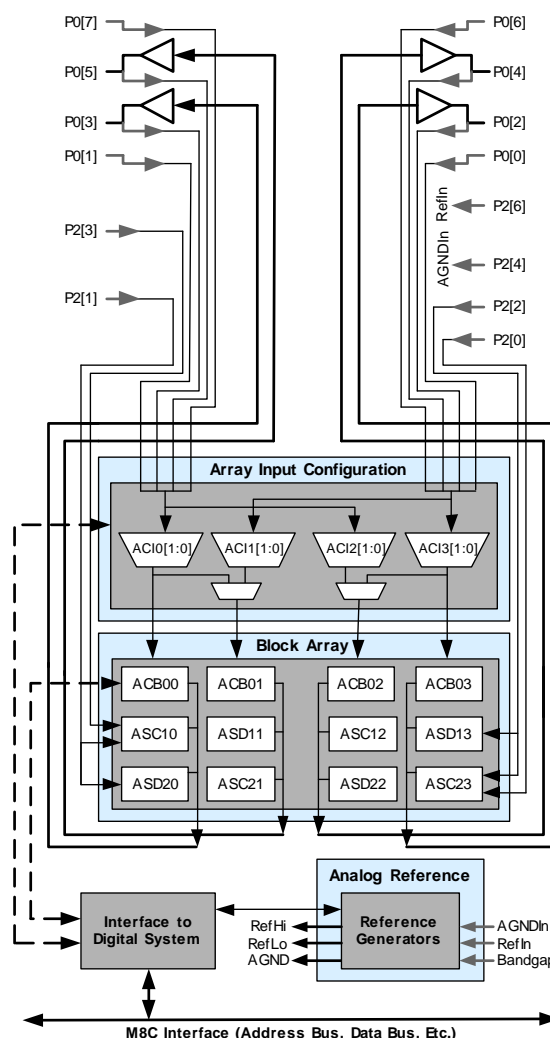 P0[7]
P0[6]
P0[5]
P0[4]
P0[3]
P0[2]
P0[1]
P0[0]
P2[3]
AGNDIn RefIn
P2[6]
P2[4]
P2[1]
P2[2]
P2[0]
Array Input Configuration
ACI0[1:0] ACI1[1:0] ACI2[1:0] ACI3[1:0]
Block Array
ACB00 ACB01 ACB02 ACB03
ASC10 ASD11 ASC12 ASD13
ASD20 ASC21 ASD22 ASC23
Analog Reference
Interface to
Digital System
RefHi
RefLo
AGND
Reference
Generators
AGNDIn
RefIn
Bandgap
M8C Interface (Address Bus, Data Bus, Etc.)